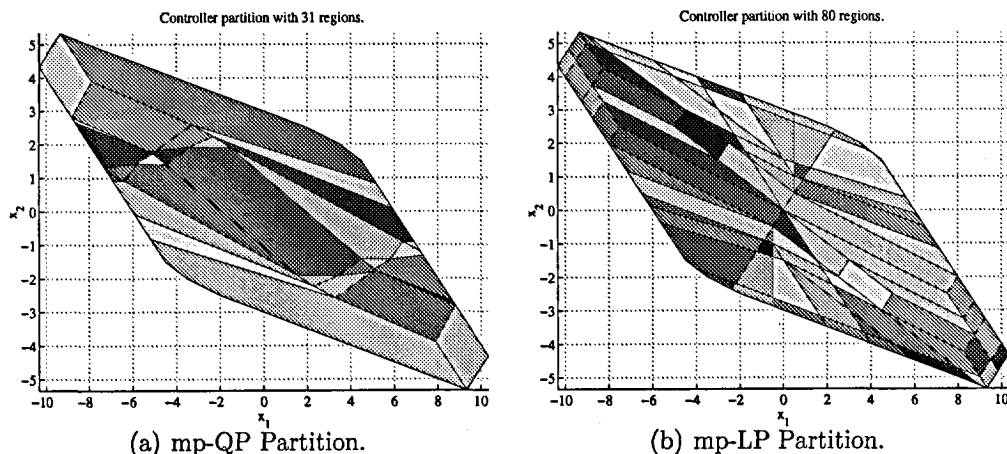 Controller partition with 31 regions.
5
4
3
2
1
0
−1
−2
−3
−4
−5
x2
−10 −8 −6 −4 −2 0 2 4 6 8 10
x1
(a) mp-QP Partition.
Controller partition with 80 regions.
5
4
3
2
1
0
−1
−2
−3
−4
−5
x2
−10 −8 −6 −4 −2 0 2 4 6 8 10
x1
(b) mp-LP Partition.